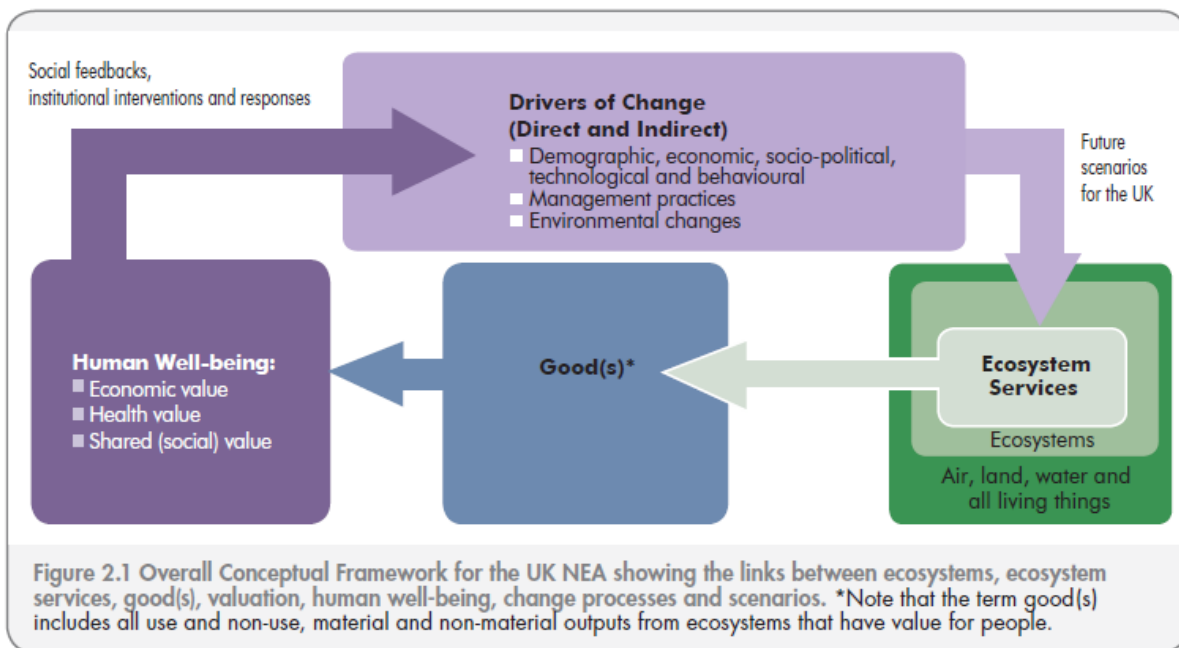 Social feedbacks,
institutional interventions and responses
Drivers of Change
(Direct and Indirect)
Demographic, economic, socio-political,
technological and behavioural
Management practices
Environmental changes
Future
scenarios
for the UK
Human Well-being:
Economic value
Health value
Shared (social) value
Good(s)*
Ecosystem
Services
Ecosystems
Air, land, water and
all living things
Figure 2.1 Overall Conceptual Framework for the UK NEA showing the links between ecosystems, ecosystem
services, good(s), valuation, human well-being, change processes and scenarios. *Note that the term good(s)
includes all use and non-use, material and non-material outputs from ecosystems that have value for people.